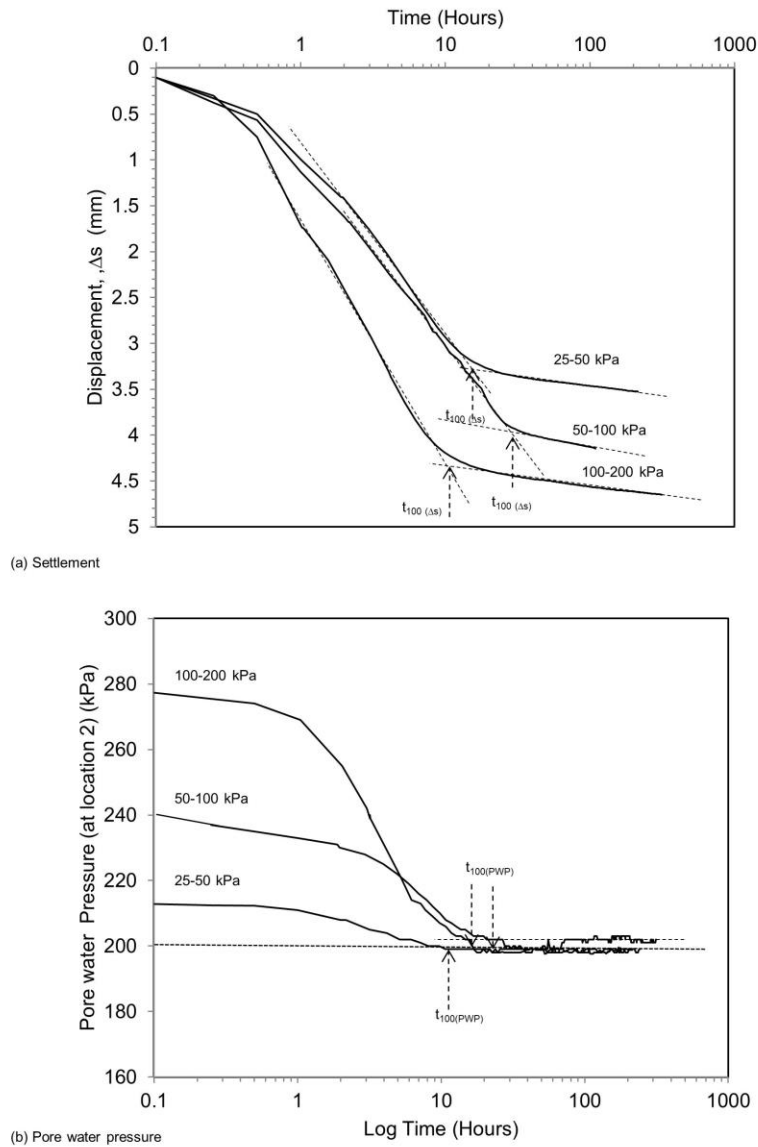 Time (Hours)
0.1 1 10 100 1000
0
0.5
1
1.5
2
2.5
3
3.5
4
4.5
5
Displacement, ,Δs (mm)
25-50 kPa
t100 (Δs)
50-100 kPa
100-200 kPa
t100 (Δs)
t100 (Δs)
(a) Settlement
300
280
260
240
220
200
180
160
Pore water Pressure (at location 2) (kPa)
100-200 kPa
50-100 kPa
25-50 kPa
t100(PWP)
t100(PWP)
0.1 1 10 100 1000
Log Time (Hours)
(b) Pore water pressure